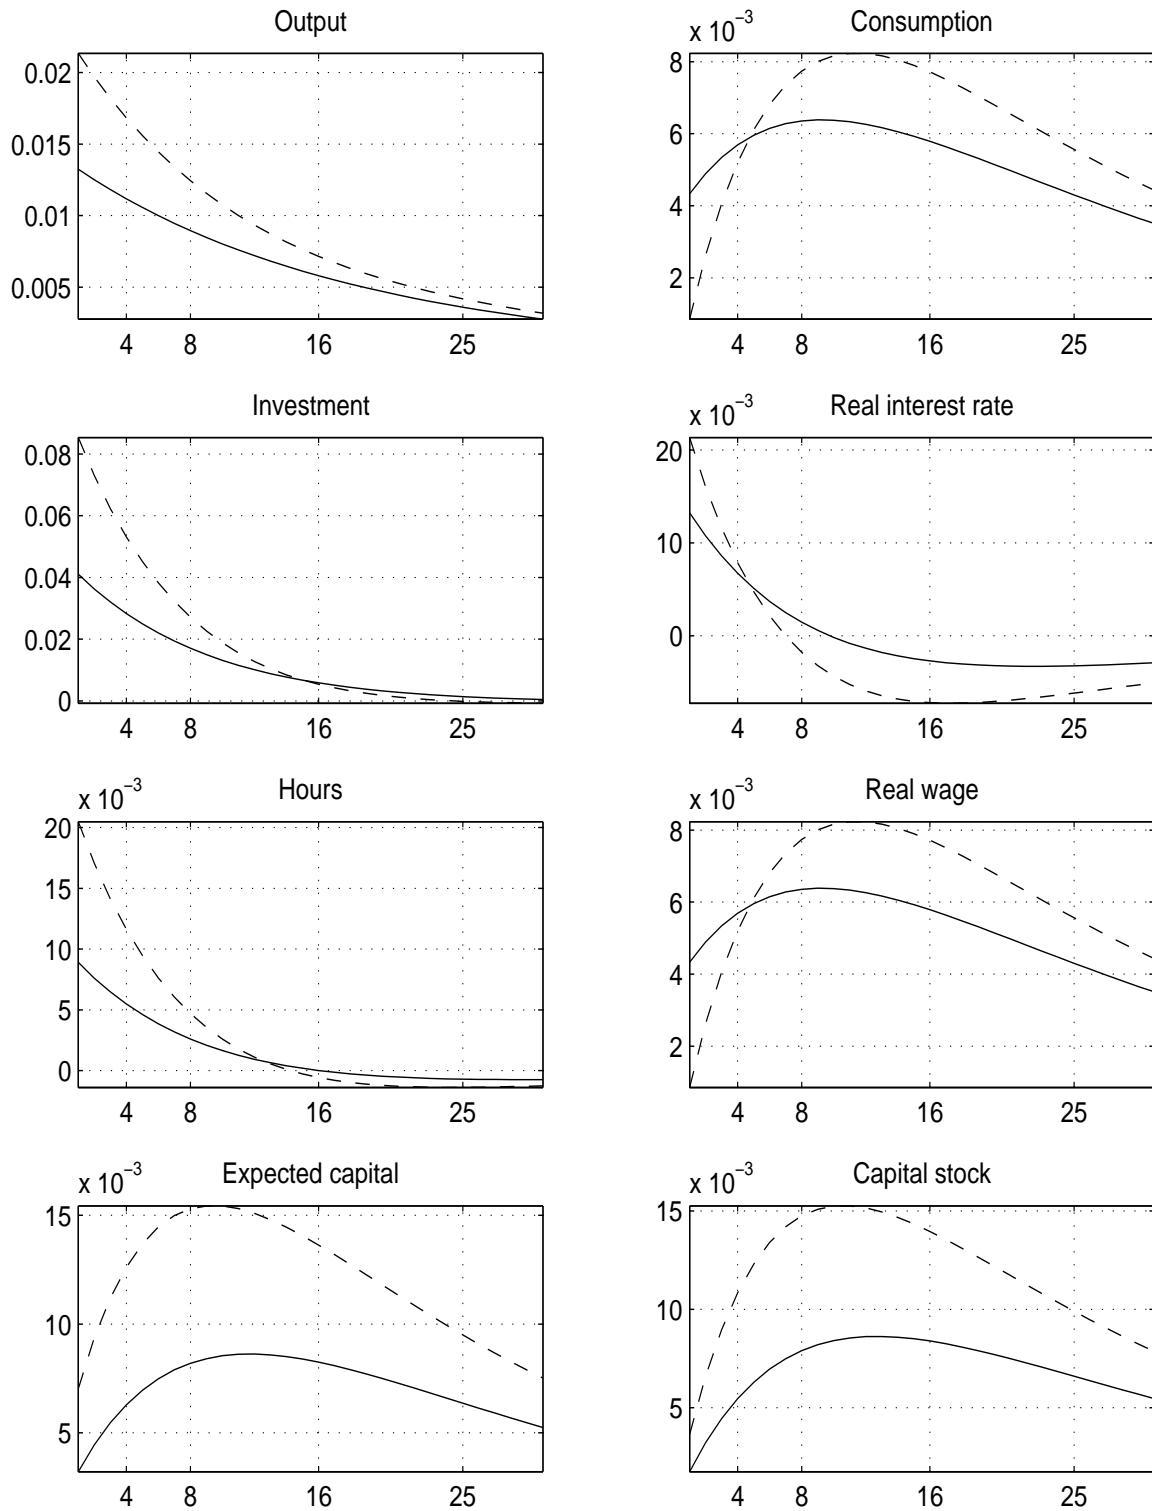 Output
0.02
0.015
0.01
0.005
4 8 16 25
Consumption
x 10⁻³
8
6
4
2
4 8 16 25
Investment
0.08
0.06
0.04
0.02
0
4 8 16 25
Real interest rate
x 10⁻³
20
10
0
4 8 16 25
Hours
x 10⁻³
20
15
10
5
0
4 8 16 25
Real wage
x 10⁻³
8
6
4
2
4 8 16 25
Expected capital
x 10⁻³
15
10
5
4 8 16 25
Capital stock
x 10⁻³
15
10
5
4 8 16 25